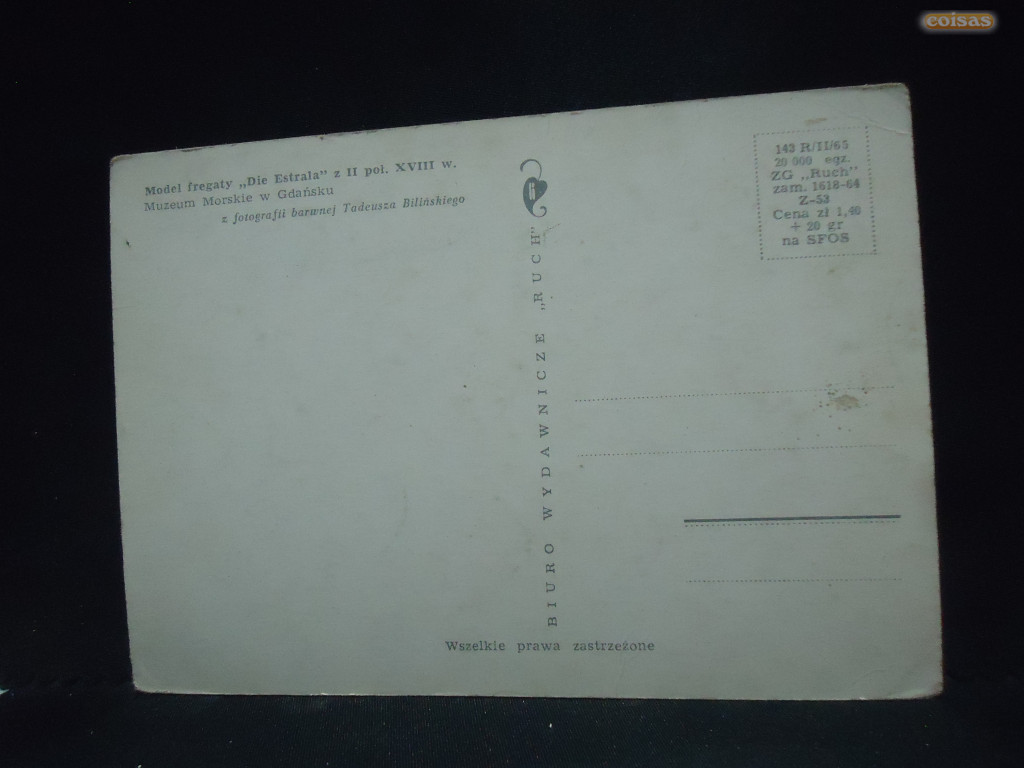 coisas
Model fregaty „Die Estrala” z II poł. XVIII w.
Muzeum Morskie w Gdańsku
z fotografii barwnej Tadeusza Bilińskiego
R
BIURO WYDAWNICZE „RUCH”
143 R/II/65
20 000 egz.
ZG „Ruch”
zam. 1618-64
Z-53
Cena zł 1,40
+ 20 gr
na SFOS
Wszelkie prawa zastrzeżone